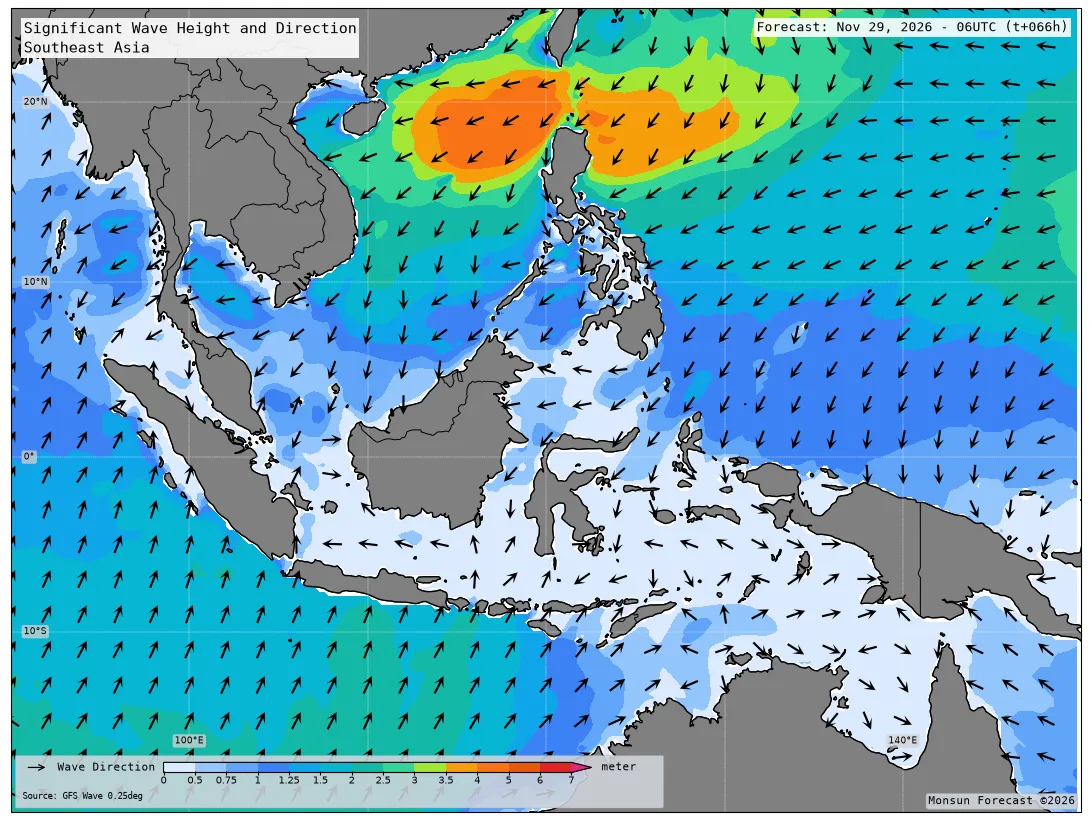 Significant Wave Height and Direction
Southeast Asia
Forecast: Nov 29, 2026 - 06UTC (t+066h)
20°N
10°N
0°
10°S
100°E
140°E
Wave Direction
meter
0 0.5 0.75 1 1.25 1.5 2 2.5 3 3.5 4 5 6 7
Source: GFS Wave 0.25deg
Monsun Forecast ©2026